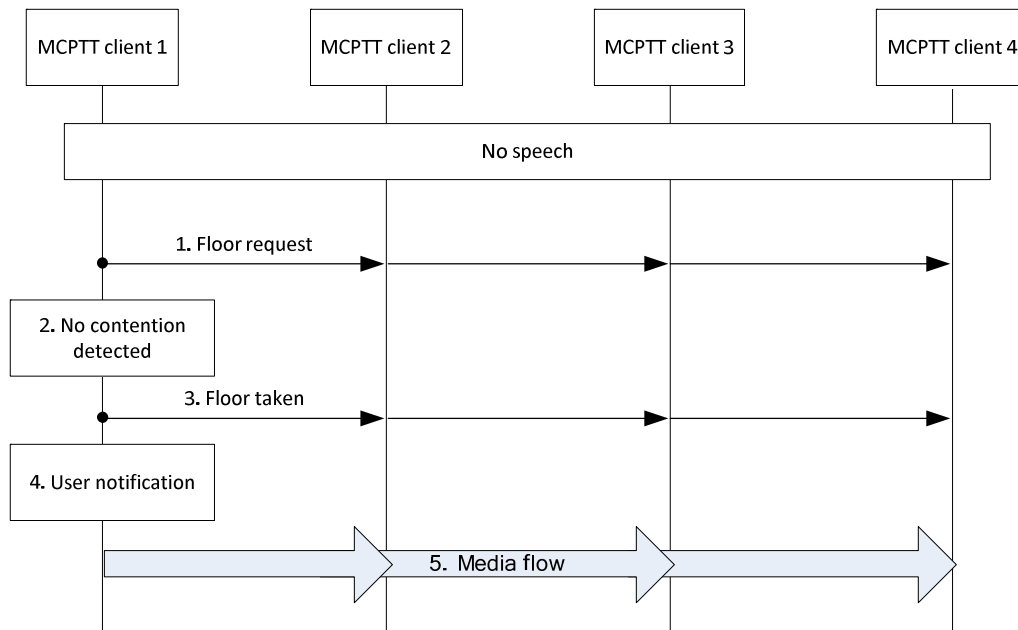 MCPTT client 1
MCPTT client 2
MCPTT client 3
MCPTT client 4
No speech
1. Floor request
2. No contention
detected
3. Floor taken
4. User notification
5. Media flow